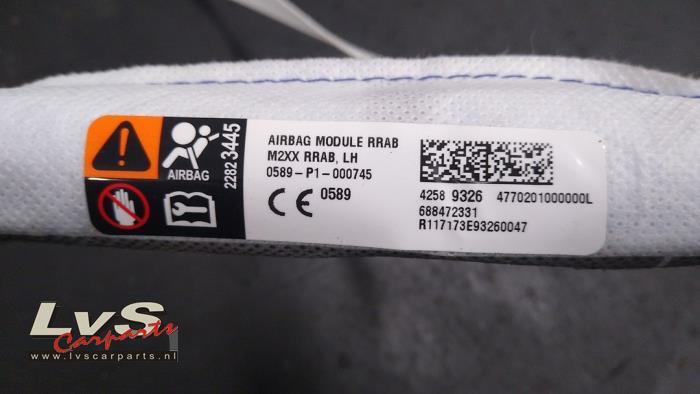 AIRBAG
2282 3445
AIRBAG MODULE RRAB
M2XX RRAB, LH
0589-P1-000745
CE 0589
4258 9326 4770201000000L
688472331
R117173E93260047
LvS
Carparts
www.lvscarparts.nl